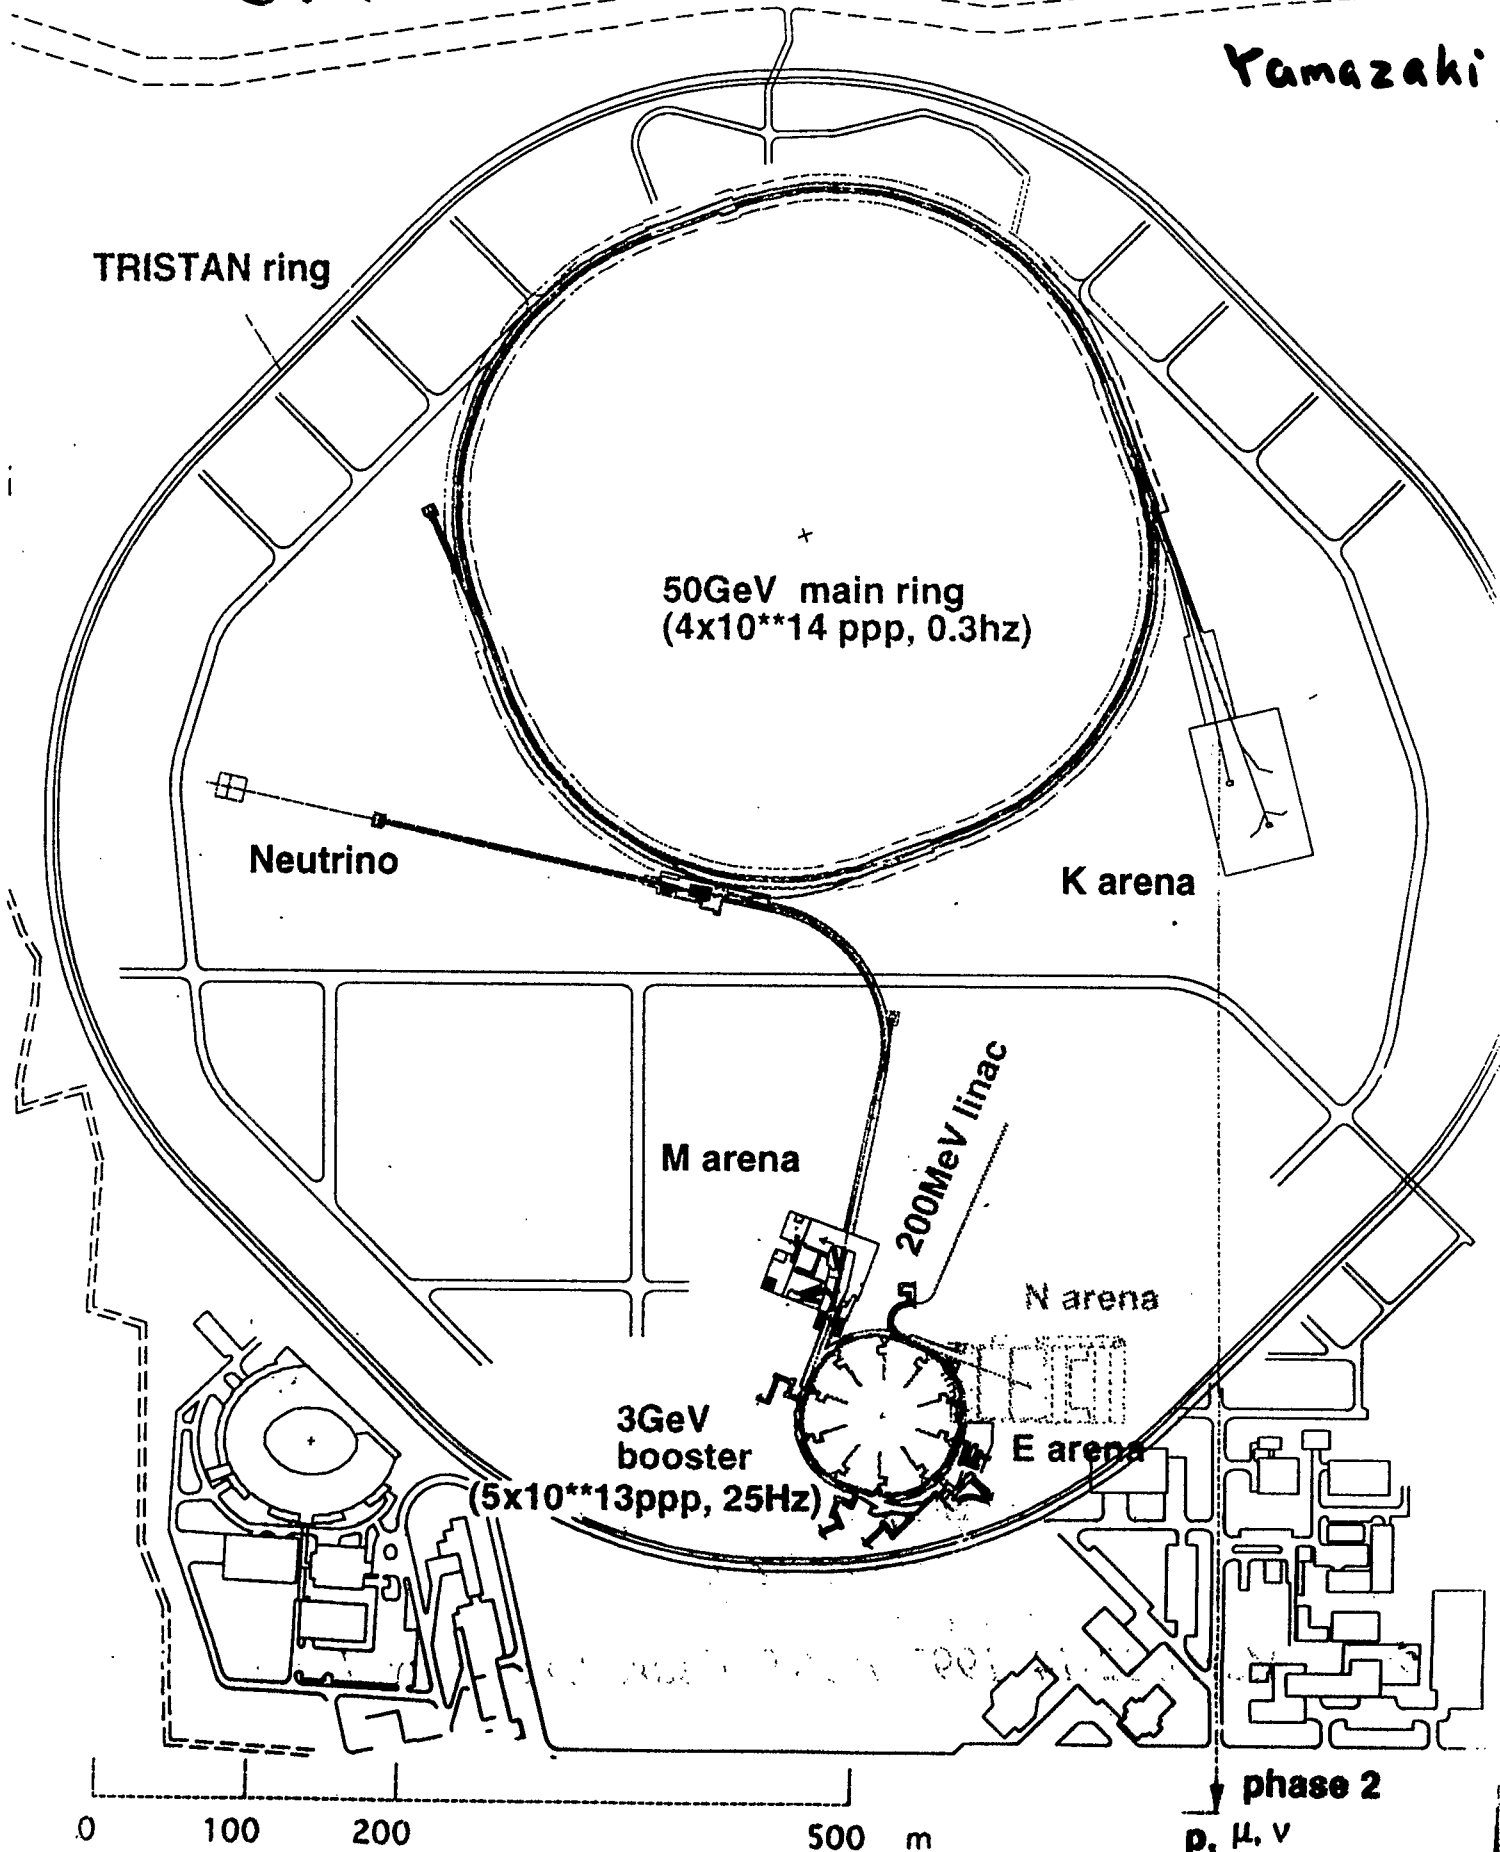 Yamazaki
TRISTAN ring
50GeV main ring
(4x10**14 ppp, 0.3hz)
Neutrino
K arena
M arena
200MeV linac
N arena
3GeV
booster
(5x10**13ppp, 25Hz)
E arena
phase 2
p, μ, ν
0 100 200 500 m